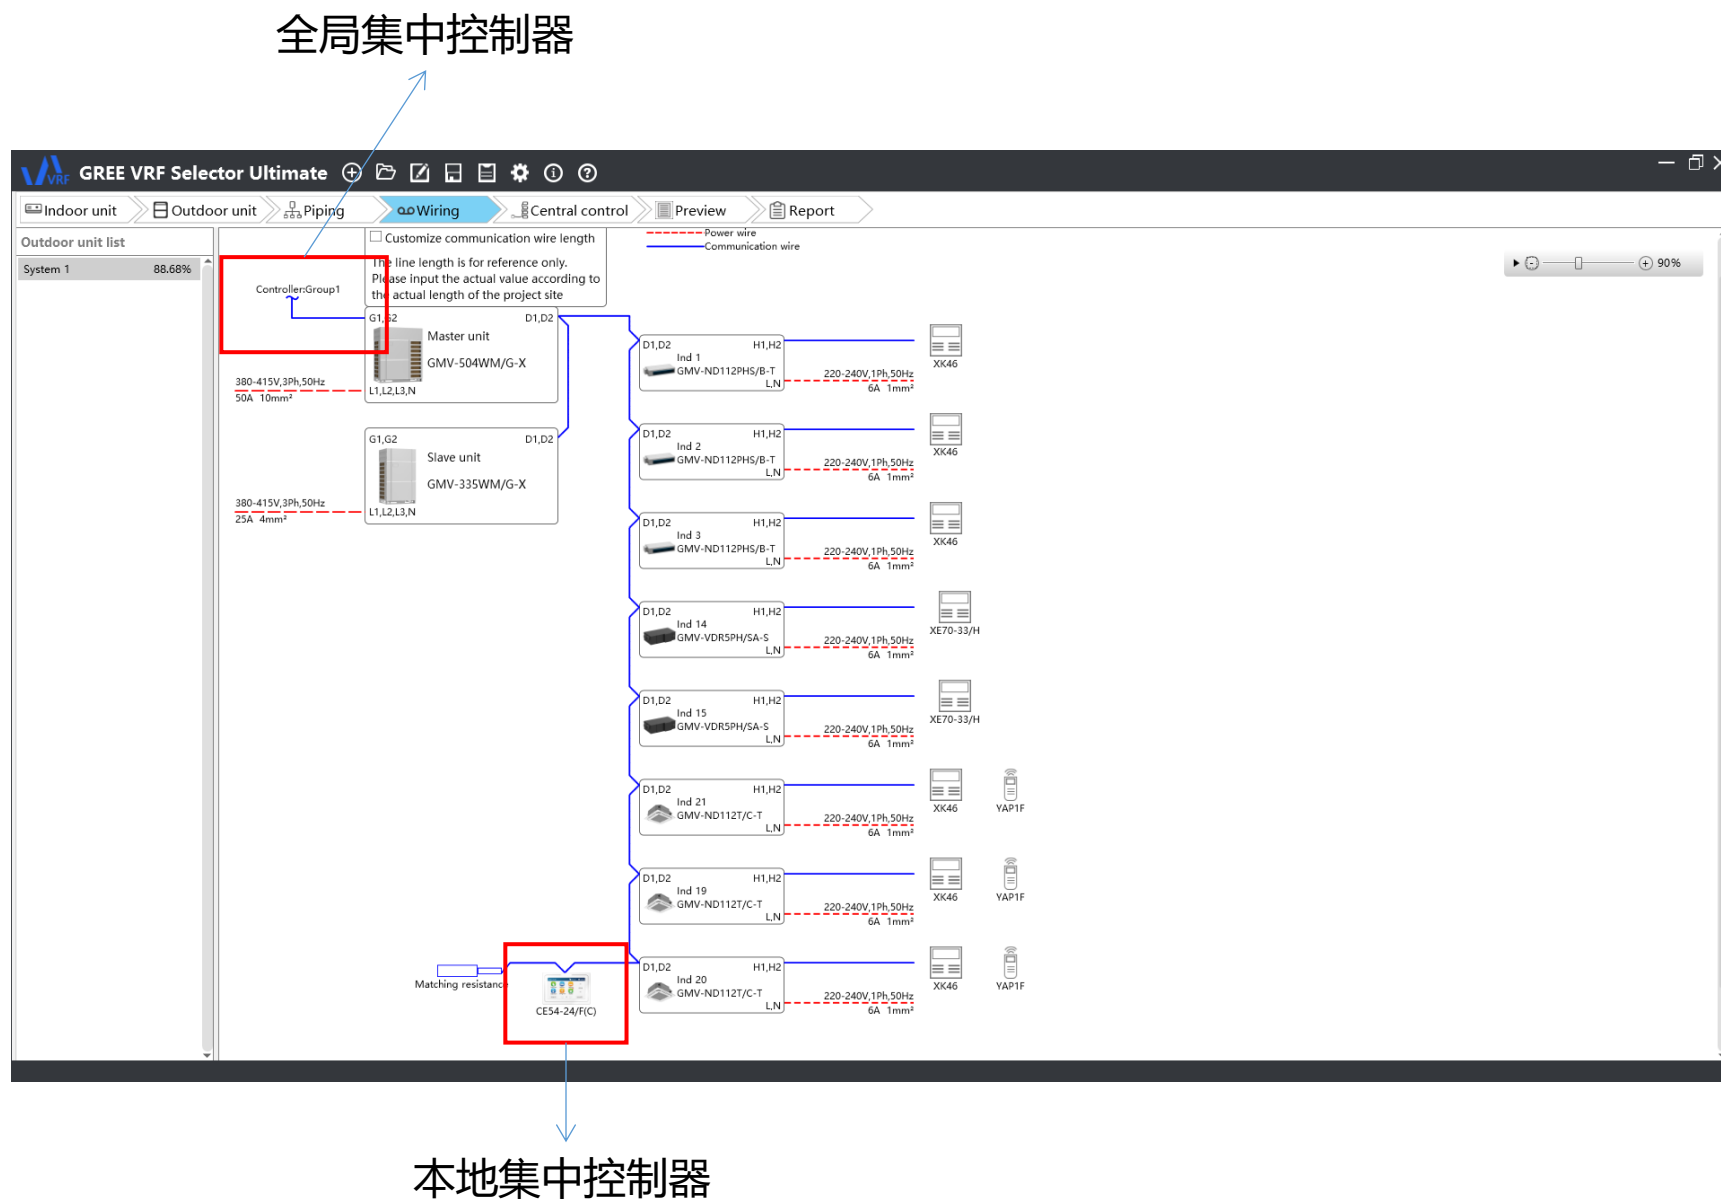 全局集中控制器
VRF GREE VRF Selector Ultimate
Indoor unit Outdoor unit Piping Wiring Central control Preview Report
Outdoor unit list
System 1 88.68%
Customize communication wire length
The line length is for reference only.
Please input the actual value according to
the actual length of the project site
Power wire
Communication wire
90%
Controller:Group1
G1,G2 D1,D2
Master unit
GMV-504WM/G-X
L1,L2,L3,N
380-415V,3Ph,50Hz
50A 10mm²
G1,G2 D1,D2
Slave unit
GMV-335WM/G-X
L1,L2,L3,N
380-415V,3Ph,50Hz
25A 4mm²
D1,D2 H1,H2
Ind 1
GMV-ND112PHS/B-T
L,N
220-240V,1Ph,50Hz
6A 1mm²
XK46
D1,D2 H1,H2
Ind 2
GMV-ND112PHS/B-T
L,N
220-240V,1Ph,50Hz
6A 1mm²
XK46
D1,D2 H1,H2
Ind 3
GMV-ND112PHS/B-T
L,N
220-240V,1Ph,50Hz
6A 1mm²
XK46
D1,D2 H1,H2
Ind 14
GMV-VDR5PH/SA-S
L,N
220-240V,1Ph,50Hz
6A 1mm²
XE70-33/H
D1,D2 H1,H2
Ind 15
GMV-VDR5PH/SA-S
L,N
220-240V,1Ph,50Hz
6A 1mm²
XE70-33/H
D1,D2 H1,H2
Ind 21
GMV-ND112T/C-T
L,N
220-240V,1Ph,50Hz
6A 1mm²
XK46 YAP1F
D1,D2 H1,H2
Ind 19
GMV-ND112T/C-T
L,N
220-240V,1Ph,50Hz
6A 1mm²
XK46 YAP1F
D1,D2 H1,H2
Ind 20
GMV-ND112T/C-T
L,N
220-240V,1Ph,50Hz
6A 1mm²
XK46 YAP1F
Matching resistance
CE54-24/F(C)
本地集中控制器